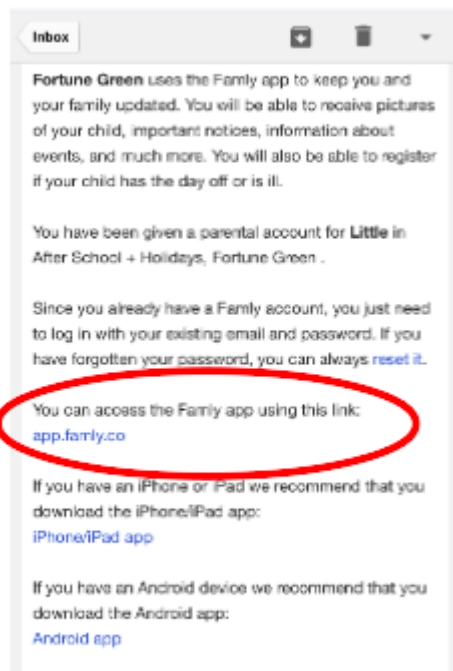 Inbox
Fortune Green uses the Famly app to keep you and
your family updated. You will be able to receive pictures
of your child, important notices, information about
events, and much more. You will also be able to register
if your child has the day off or is ill.
You have been given a parental account for Little in
After School + Holidays, Fortune Green .
Since you already have a Famly account, you just need
to log in with your existing email and password. If you
have forgotten your password, you can always reset it.
You can access the Famly app using this link:
app.famly.co
If you have an iPhone or iPad we recommend that you
download the iPhone/iPad app:
iPhone/iPad app
If you have an Android device we recommend that you
download the Android app:
Android app